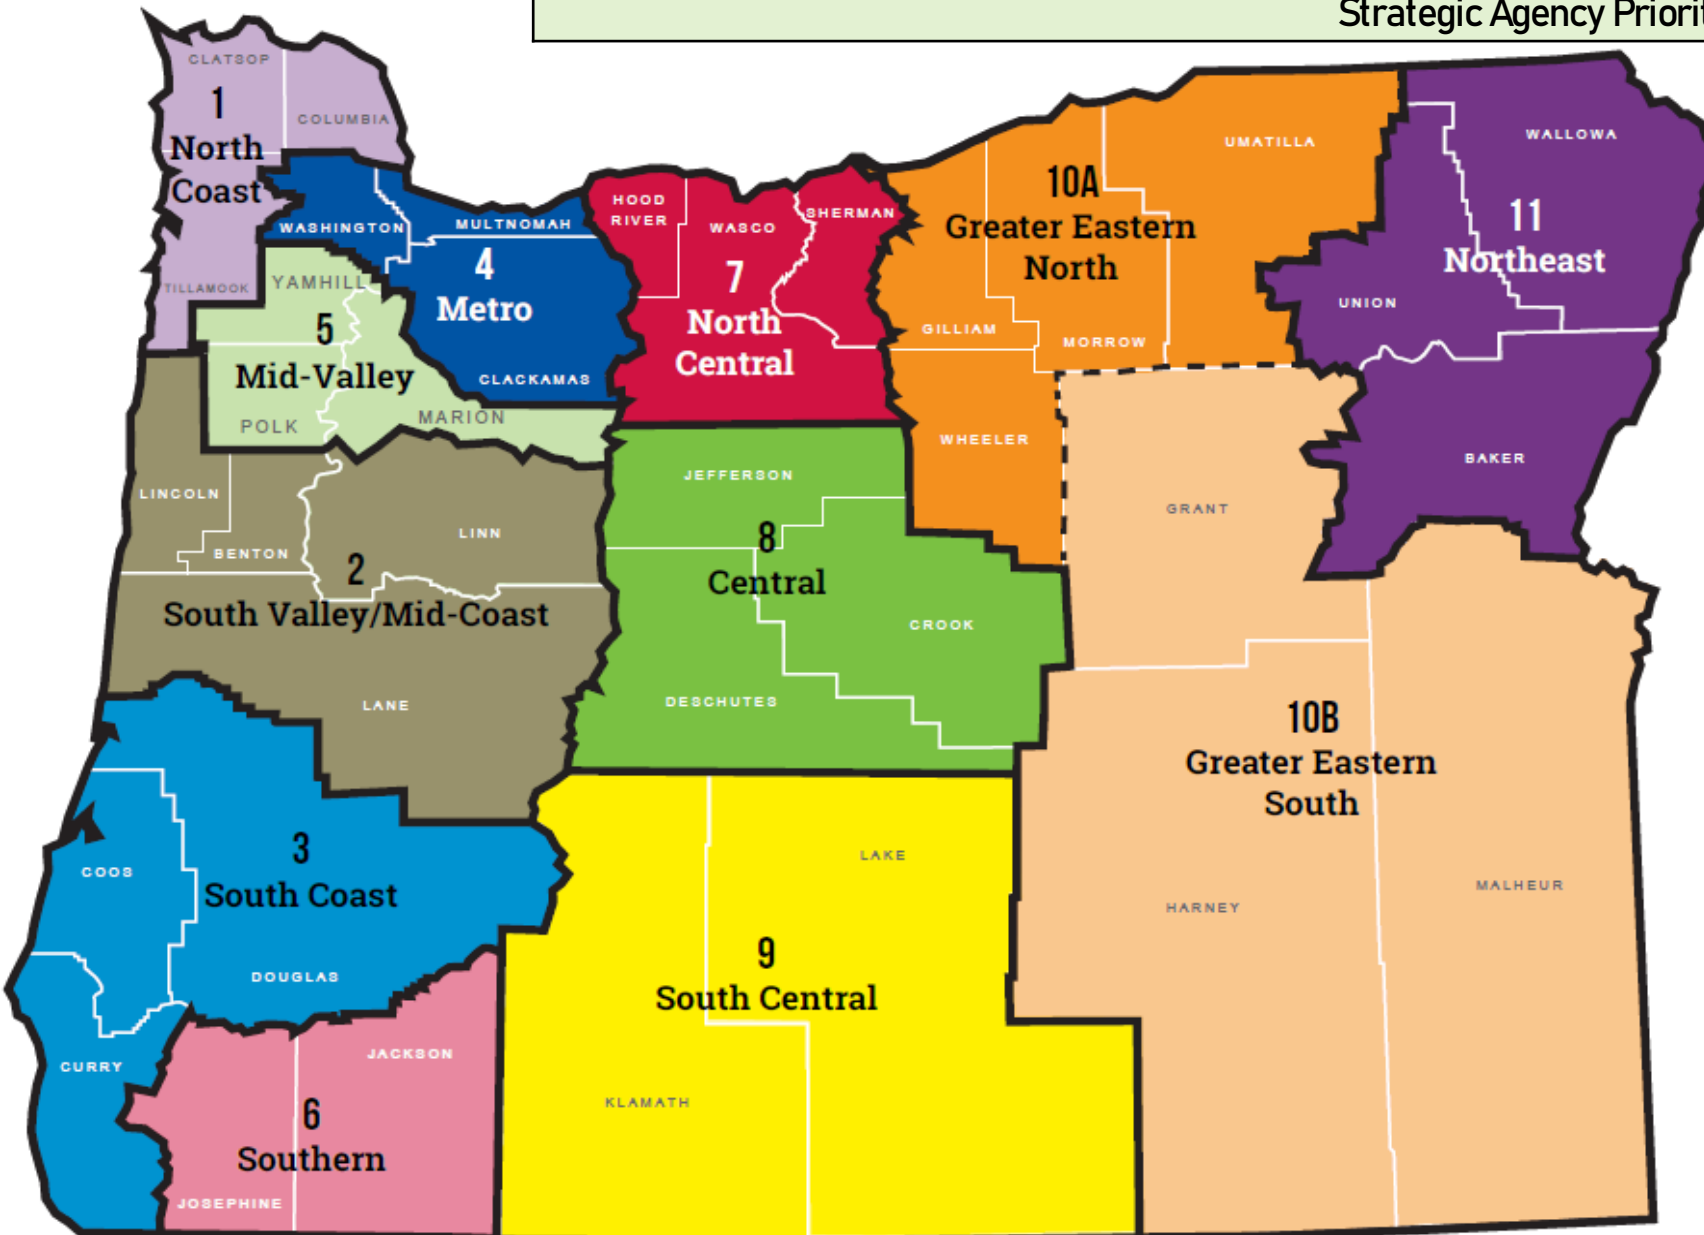 Strategic Agency
CLATSOP
1
North
Coast
COLUMBIA
TILLAMOOK
WASHINGTON
MULTNOMAH
4
Metro
CLACKAMAS
YAMHILL
5
Mid-Valley
POLK
MARION
HOOD
RIVER
WASCO
SHERMAN
7
North
Central
10A
Greater Eastern
North
UMATILLA
GILLIAM
MORROW
WHEELER
WALLOWA
11
Northeast
UNION
BAKER
LINCOLN
BENTON
LINN
2
South Valley/Mid-Coast
LANE
JEFFERSON
8
Central
CROOK
DESCHUTES
GRANT
10B
Greater Eastern
South
HARNEY
MALHEUR
COOS
3
South Coast
DOUGLAS
CURRY
LAKE
9
South Central
KLAMATH
JACKSON
6
Southern
JOSEPHINE